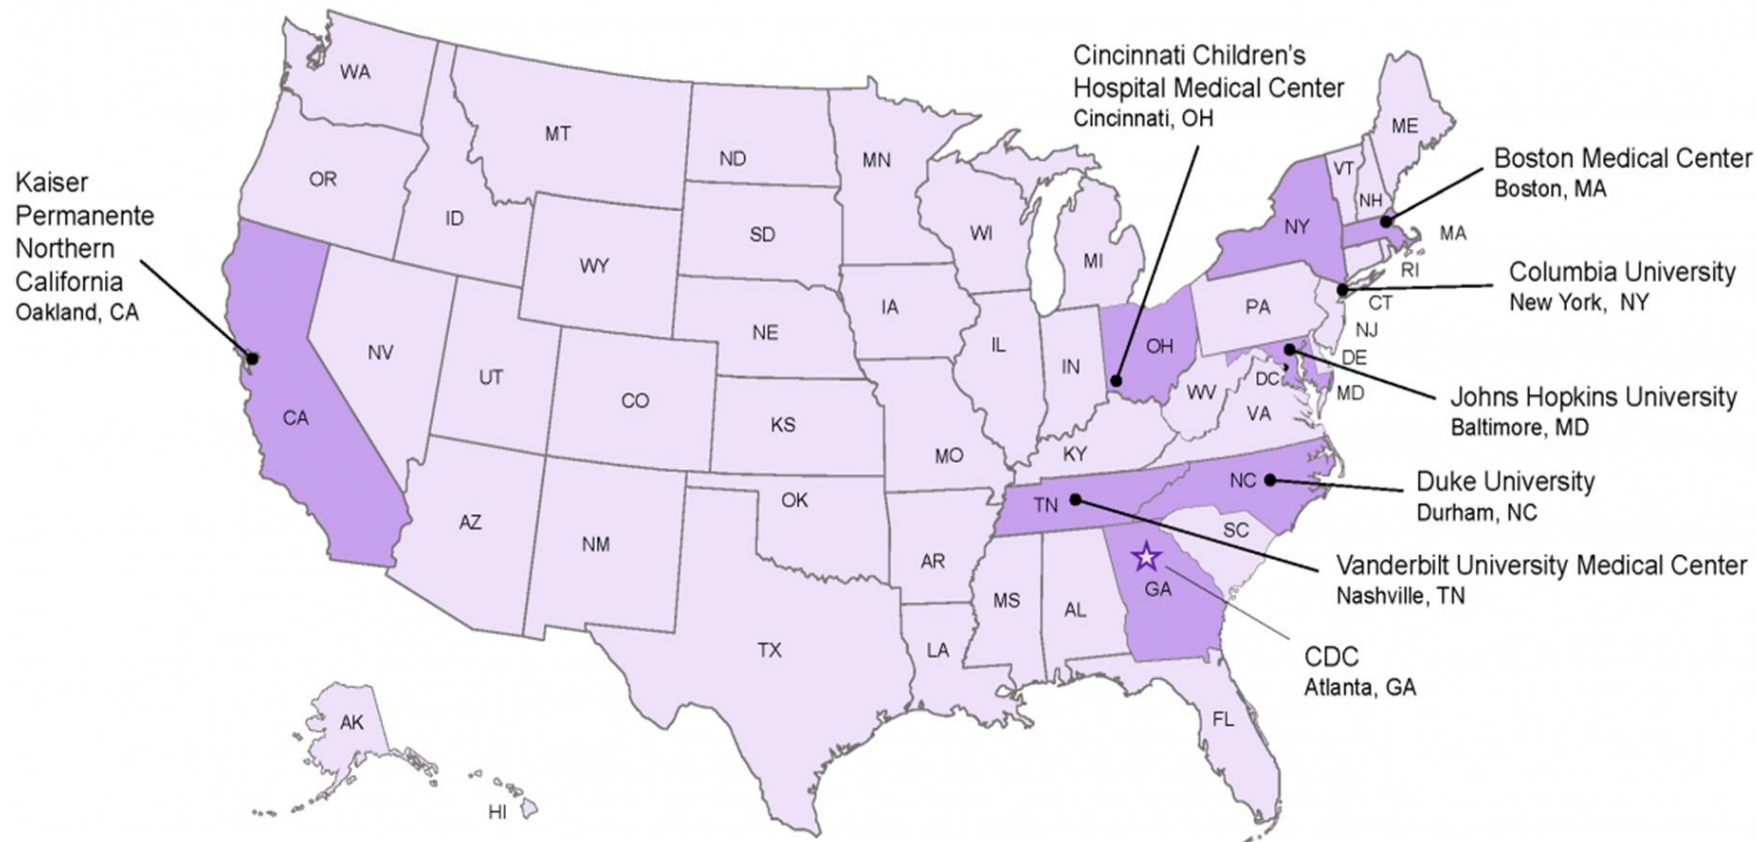 Cincinnati Children's
Hospital Medical Center
Cincinnati, OH
Boston Medical Center
Boston, MA
Kaiser
Permanente
Northern
California
Oakland, CA
Columbia University
New York, NY
Johns Hopkins University
Baltimore, MD
Duke University
Durham, NC
Vanderbilt University Medical Center
Nashville, TN
CDC
Atlanta, GA
WA
MT
ND
MN
ME
VT
NH
OR
ID
SD
WI
NY
MA
WY
MI
RI
IA
PA
CT
NE
NJ
NV
IL
OH
DE
UT
IN
DC
WV
MD
CO
CA
KS
VA
MO
KY
NC
OK
TN
AZ
SC
NM
AR
GA
MS
AL
TX
LA
FL
AK
HI